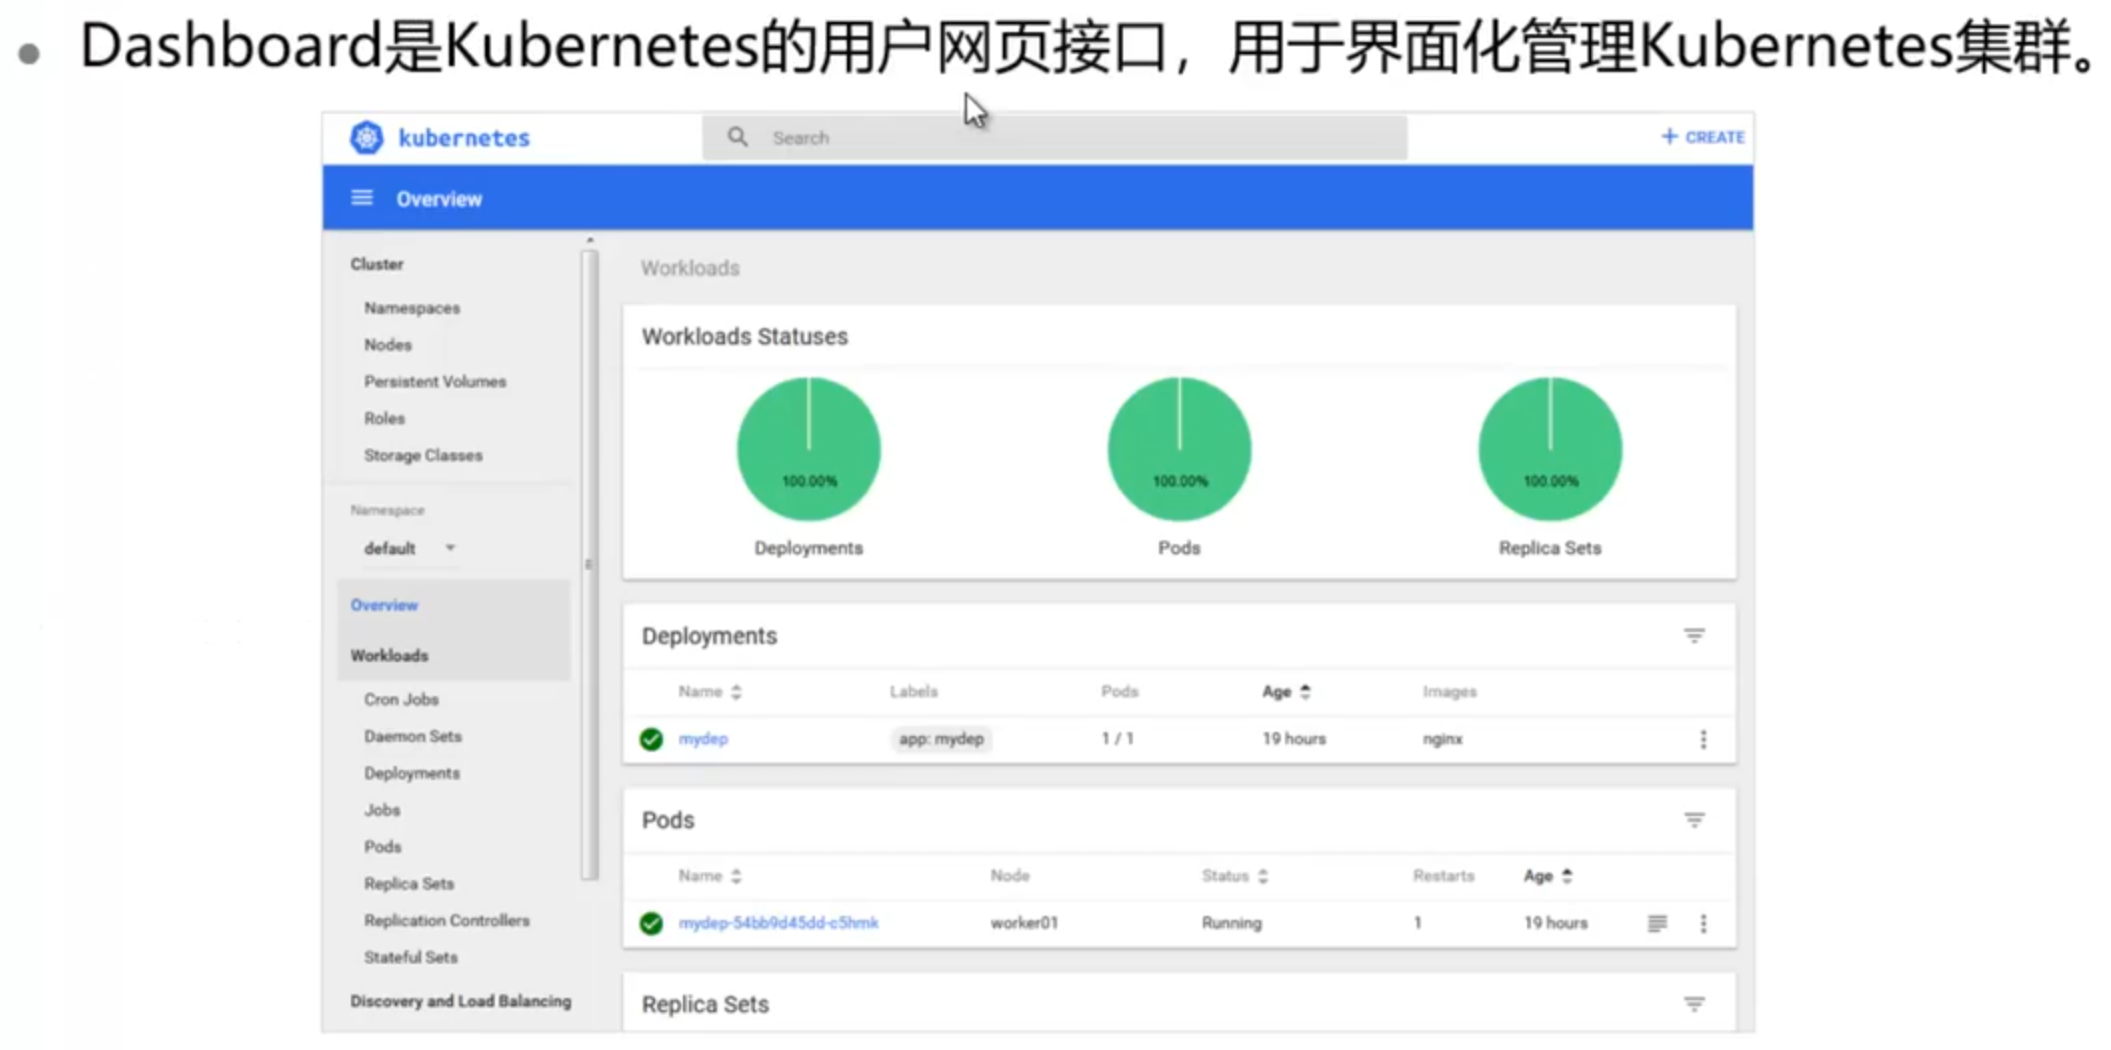 Dashboard是Kubernetes的用户网页接口，用于界面化管理Kubernetes集群。
kubernetes
Search
+ CREATE
Overview
Cluster
Namespaces
Nodes
Persistent Volumes
Roles
Storage Classes
Namespace
default
Overview
Workloads
Cron Jobs
Daemon Sets
Deployments
Jobs
Pods
Replica Sets
Replication Controllers
Stateful Sets
Discovery and Load Balancing
Workloads
Workloads Statuses
100.00% 100.00% 100.00%
Deployments Pods Replica Sets
Deployments
Name Labels Pods Age Images
mydep app: mydep 1 / 1 19 hours nginx
Pods
Name Node Status Restarts Age
mydep-54bb9d45dd-c5hmk worker01 Running 1 19 hours
Replica Sets